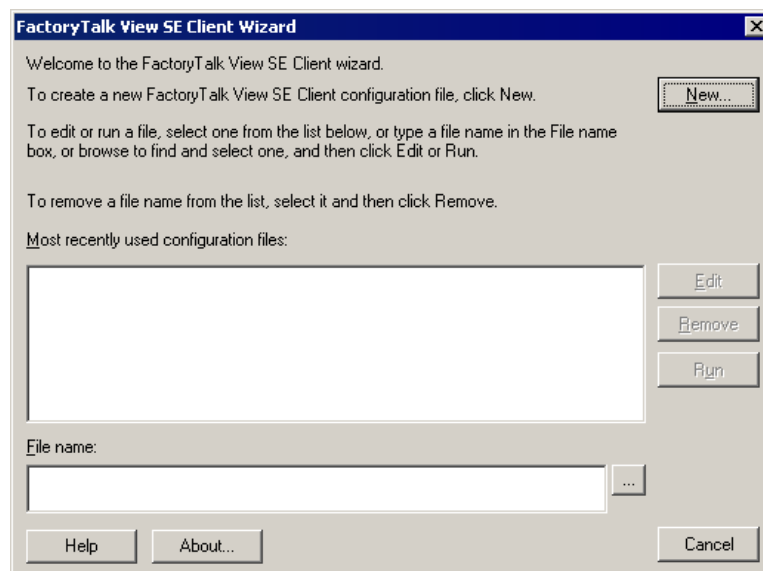 FactoryTalk View SE Client Wizard
Welcome to the FactoryTalk View SE Client wizard.
To create a new FactoryTalk View SE Client configuration file, click New.
New...
To edit or run a file, select one from the list below, or type a file name in the File name
box, or browse to find and select one, and then click Edit or Run.
To remove a file name from the list, select it and then click Remove.
Most recently used configuration files:
Edit
Remove
Run
File name:
...
Help
About...
Cancel